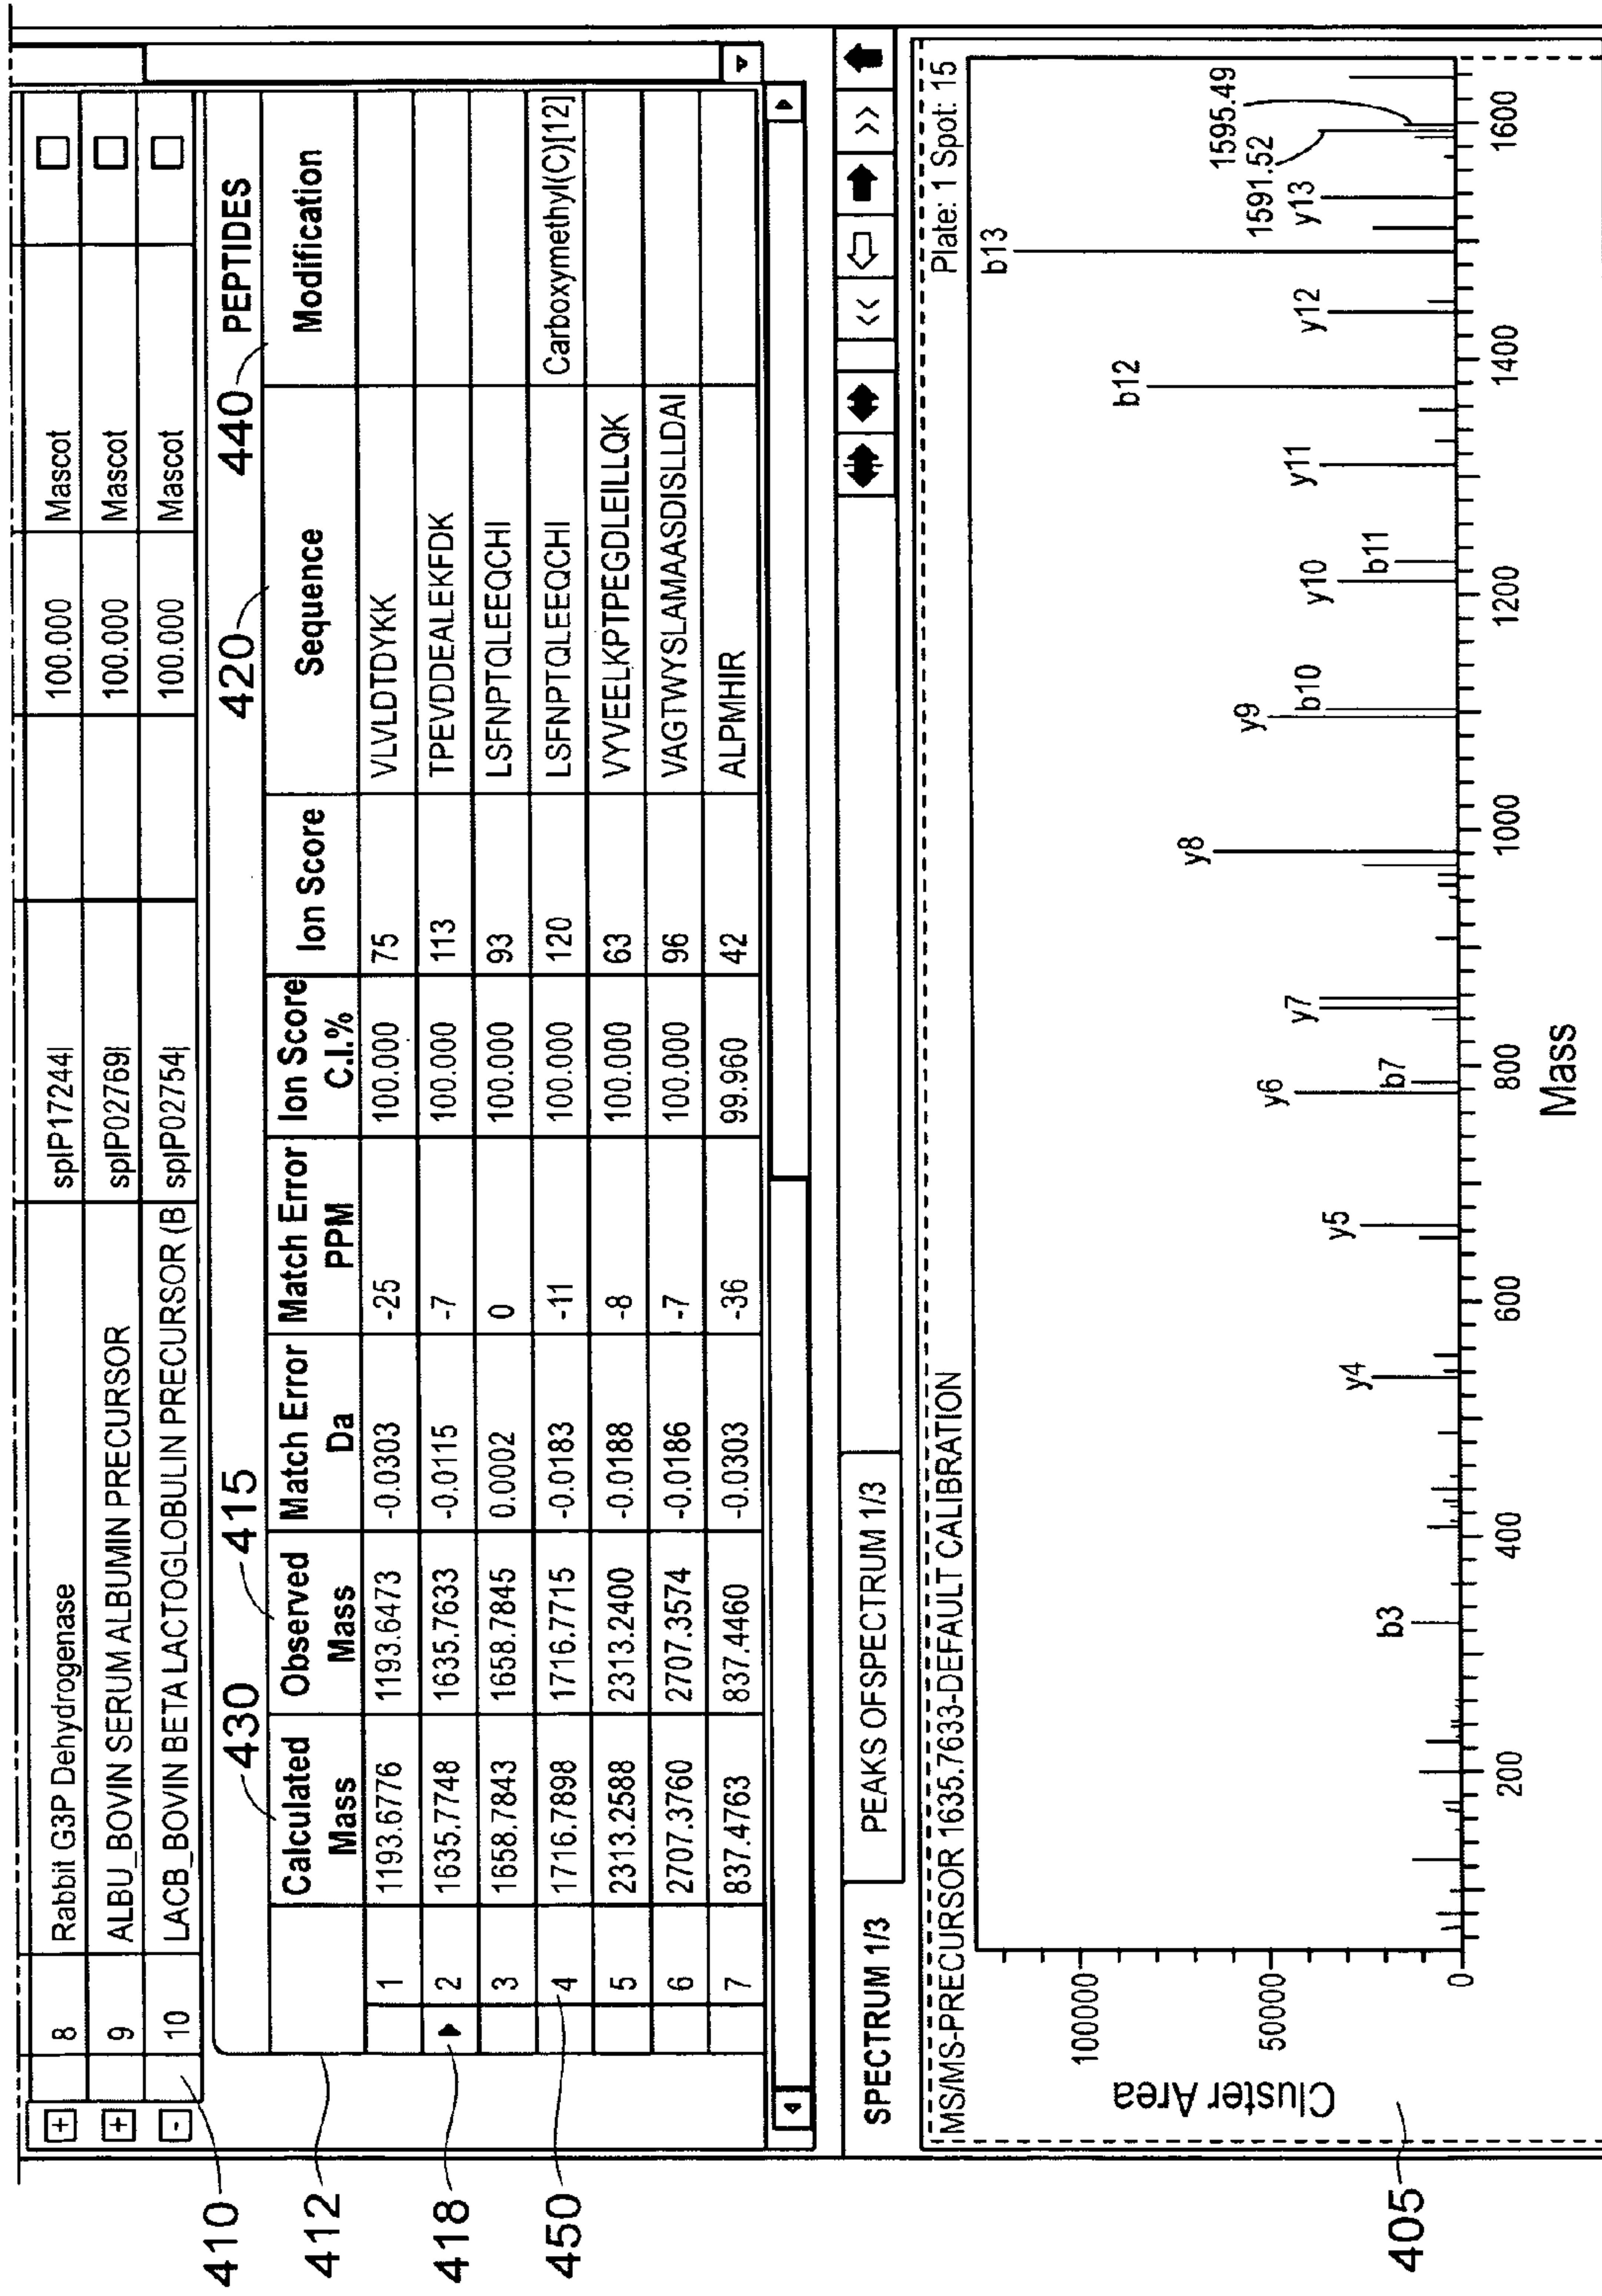 8 Rabbit G3P Dehydrogenase spIP17244| 100.000 Mascot
9 ALBU_BOVIN SERUM ALBUMIN PRECURSOR spIP02769| 100.000 Mascot
10 LACB_BOVIN BETA LACTOGLOBULIN PRECURSOR (B spIP02754| 100.000 Mascot
410
430 415 420 440 PEPTIDES
412
Calculated Mass Observed Mass Match Error Da Match Error PPM Ion Score C.I.% Ion Score Sequence Modification
1 1193.6776 1193.6473 -0.0303 -25 100.000 75 VLVLDTDYKK
2 1635.7748 1635.7633 -0.0115 -7 100.000 113 TPEVDDEALEKFDK
3 1658.7843 1658.7845 0.0002 0 100.000 93 LSFNPTQLEEQCHI
4 1716.7898 1716.7715 -0.0183 -11 100.000 120 LSFNPTQLEEQCHI Carboxymethyl(C)[12]
5 2313.2588 2313.2400 -0.0188 -8 100.000 63 VYVEELKPTPEGDLEILLQK
6 2707.3760 2707.3574 -0.0186 -7 100.000 96 VAGTWYSLAMAASDISLLDAI
7 837.4763 837.4460 -0.0303 -36 99.960 42 ALPMHIR
418
450
SPECTRUM 1/3 PEAKS OFSPECTRUM 1/3 << >>
MS/MS-PRECURSOR 1635.7633-DEFAULT CALIBRATION Plate: 1 Spot: 15
Cluster Area
100000
50000
0
b3 y4 y5 y6 b7 y7 y8 y9 b10 y10 b11 y11 b12 y12 b13 y13 1591.52 1595.49
200 400 600 800 1000 1200 1400 1600
Mass
405